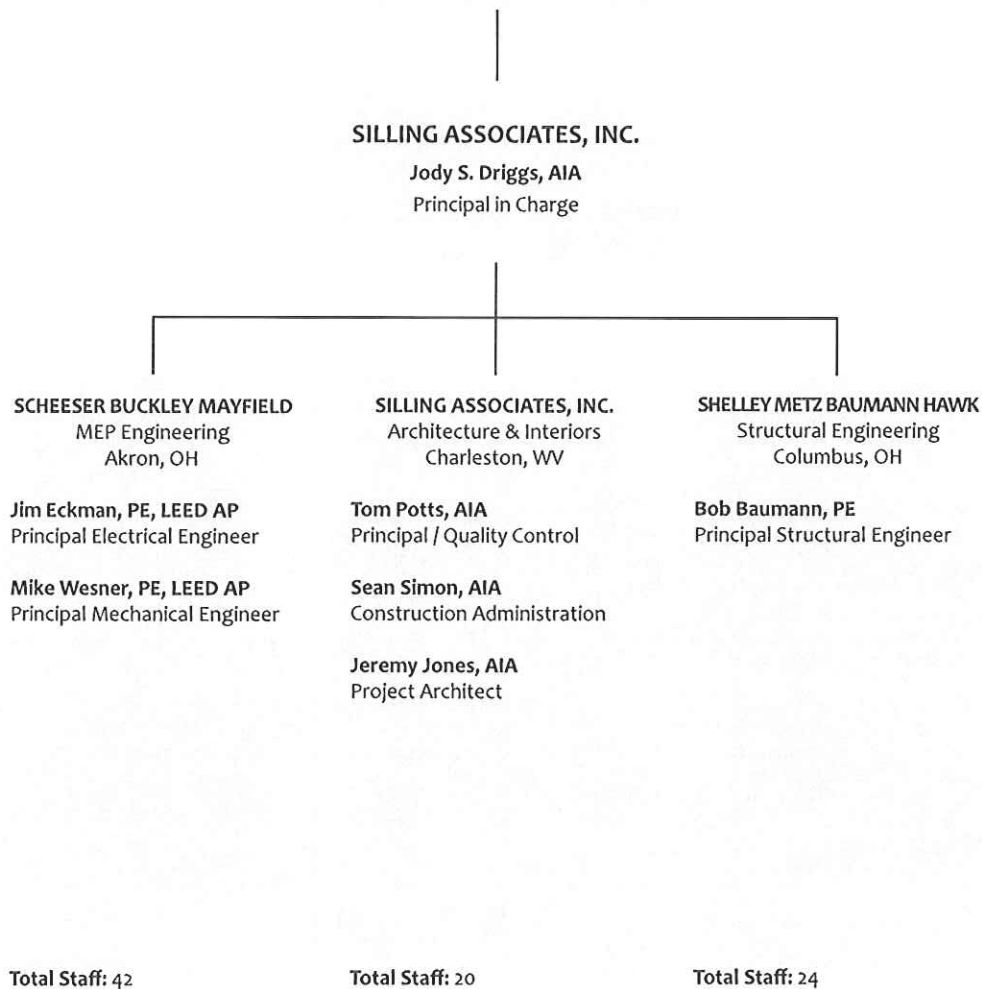 SILLING ASSOCIATES, INC.
Jody S. Driggs, AIA
Principal in Charge
SCHEESER BUCKLEY MAYFIELD
MEP Engineering
Akron, OH
Jim Eckman, PE, LEED AP
Principal Electrical Engineer
Mike Wesner, PE, LEED AP
Principal Mechanical Engineer
Total Staff: 42
SILLING ASSOCIATES, INC.
Architecture & Interiors
Charleston, WV
Tom Potts, AIA
Principal / Quality Control
Sean Simon, AIA
Construction Administration
Jeremy Jones, AIA
Project Architect
Total Staff: 20
SHELLEY METZ BAUMANN HAWK
Structural Engineering
Columbus, OH
Bob Baumann, PE
Principal Structural Engineer
Total Staff: 24